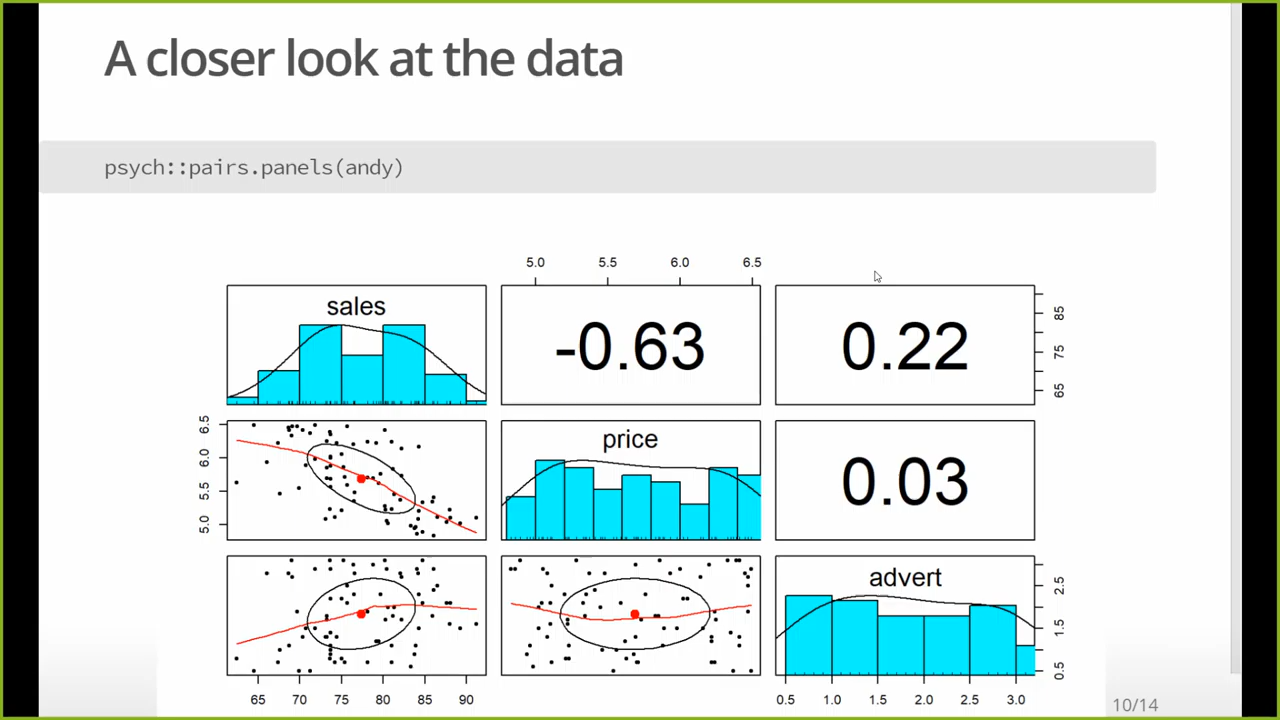 A closer look at the data
psych::pairs.panels(andy)
5.0 5.5 6.0 6.5
sales
-0.63
0.22
65 75 85
5.0 5.5 6.0 6.5
price
0.03
advert
0.5 1.5 2.5
65 70 75 80 85 90
0.5 1.0 1.5 2.0 2.5 3.0
10/14